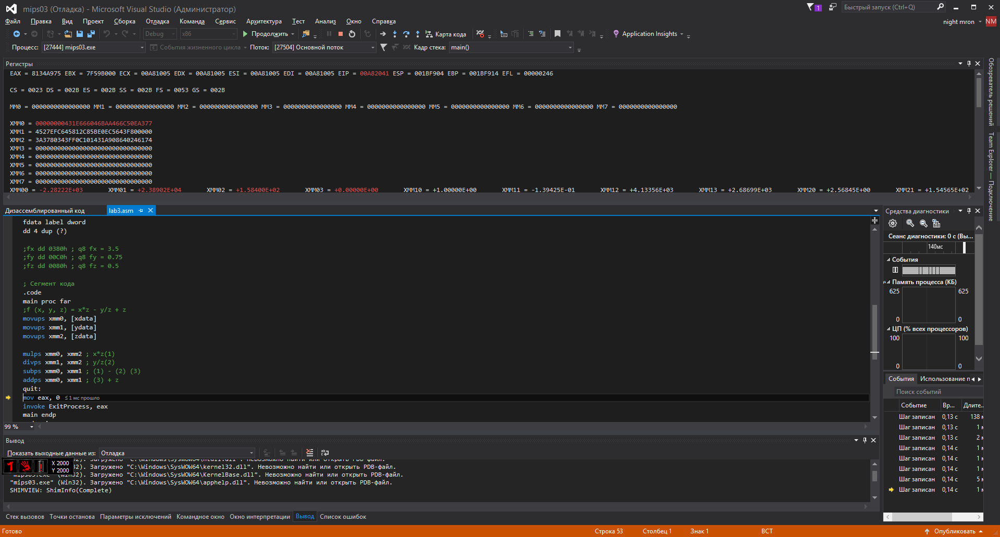 mips03 (Отладка) - Microsoft Visual Studio (Администратор)
1
Быстрый запуск (Ctrl+Q)
Файл Правка Вид Проект Сборка Отладка Команда Сервис Архитектура Тест Анализ Окно Справка
night mron NM
Debug x86 Продолжить Карта кода Application Insights
Процесс: [27444] mips03.exe События жизненного цикла Поток: [27504] Основной поток Кадр стека: main()
Регистры
EAX = 8134A975 EBX = 7F59B000 ECX = 00A81005 EDX = 00A81005 ESI = 00A81005 EDI = 00A81005 EIP = 00A82041 ESP = 001BF904 EBP = 001BF914 EFL = 00000246
CS = 0023 DS = 002B ES = 002B SS = 002B FS = 0053 GS = 002B
MM0 = 0000000000000000 MM1 = 0000000000000000 MM2 = 0000000000000000 MM3 = 0000000000000000 MM4 = 0000000000000000 MM5 = 0000000000000000 MM6 = 0000000000000000 MM7 = 0000000000000000
XMM0 = 00000000431E666046BAA466C50EA377
XMM1 = 4527EFC645812C85BE0EC5643F800000
XMM2 = 3A3780343FF0C101431A908640246174
XMM3 = 00000000000000000000000000000000
XMM4 = 00000000000000000000000000000000
XMM5 = 00000000000000000000000000000000
XMM6 = 00000000000000000000000000000000
XMM7 = 00000000000000000000000000000000
XMM00 = -2.28222E+03 XMM01 = +2.38902E+04 XMM02 = +1.58400E+02 XMM03 = +0.00000E+00 XMM10 = +1.00000E+00 XMM11 = -1.39425E-01 XMM12 = +4.13356E+03 XMM13 = +2.68699E+03 XMM20 = +2.56845E+00 XMM21 = +1.54565E+02
Обозреватель решений
Team Explorer — Подключение
Дизассемблированный код lab3.asm
fdata label dword
dd 4 dup (?)
;fx dd 0380h ; q8 fx = 3.5
;fy dd 00C0h ; q8 fy = 0.75
;fz dd 0080h ; q8 fz = 0.5
; Сегмент кода
.code
main proc far
;f (x, y, z) = x*z - y/z + z
movups xmm0, [xdata]
movups xmm1, [ydata]
movups xmm2, [zdata]
mulps xmm0, xmm2 ; x*z(1)
divps xmm1, xmm2 ; y/z(2)
subps xmm0, xmm1 ; (1) - (2) (3)
addps xmm0, xmm1 ; (3) + z
quit:
mov eax, 0 ≤ 1 мс прошло
invoke ExitProcess, eax
main endp
99 %
Средства диагностики
Сеанс диагностики: 0 с (Вы...
140мс
События
Память процесса (КБ)
625 625
0 0
ЦП (% всех процессоров)
100 100
0 0
События Использование п
Поиск событий
Событие Вр... Длите...
Шаг записан 0,13 с 138 м
Шаг записан 0,13 с 1 м
Шаг записан 0,13 с 2 м
Шаг записан 0,14 с 1 м
Шаг записан 0,14 с 1 м
Шаг записан 0,14 с 1 м
Шаг записан 0,14 с 5 м
Шаг записан 0,14 с 1 м
Вывод
Показать выходные данные из: Отладка
32). Загружено "C:\Windows\SysWOW64\ntdll.dll". Невозможно найти или открыть PDB-файл.
32). Загружено "C:\Windows\SysWOW64\kernel32.dll". Невозможно найти или открыть PDB-файл.
"mips03.exe" (Win32). Загружено "C:\Windows\SysWOW64\KernelBase.dll". Невозможно найти или открыть PDB-файл.
"mips03.exe" (Win32). Загружено "C:\Windows\SysWOW64\apphelp.dll". Невозможно найти или открыть PDB-файл.
SHIMVIEW: ShimInfo(Complete)
X 2000
Y 2000
Стек вызовов Точки останова Параметры исключений Командное окно Окно интерпретации Вывод Список ошибок
Готово Строка 53 Столбец 1 Знак 1 ВСТ Опубликовать